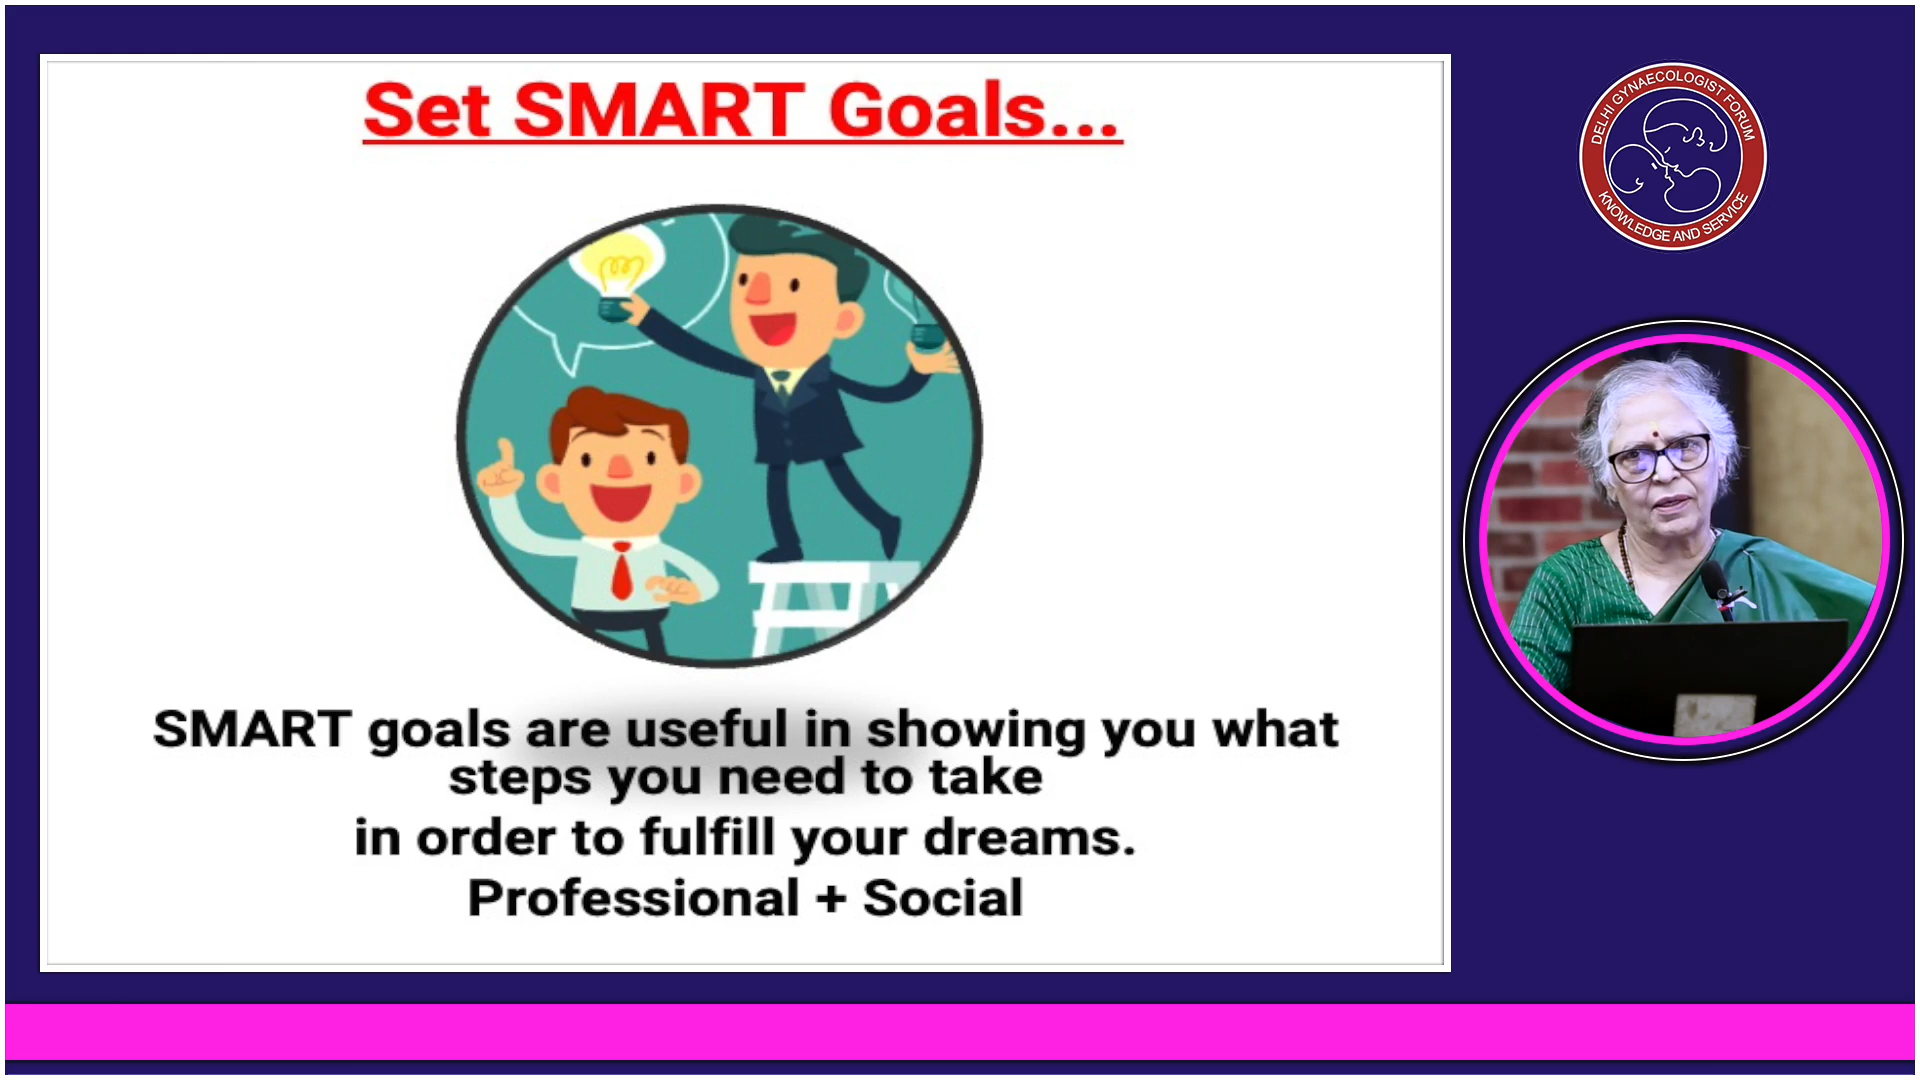 Set SMART Goals...
SMART goals are useful in showing you what
steps you need to take
in order to fulfill your dreams.
Professional + Social
DELHI GYNAECOLOGIST FORUM
KNOWLEDGE AND SERVICE